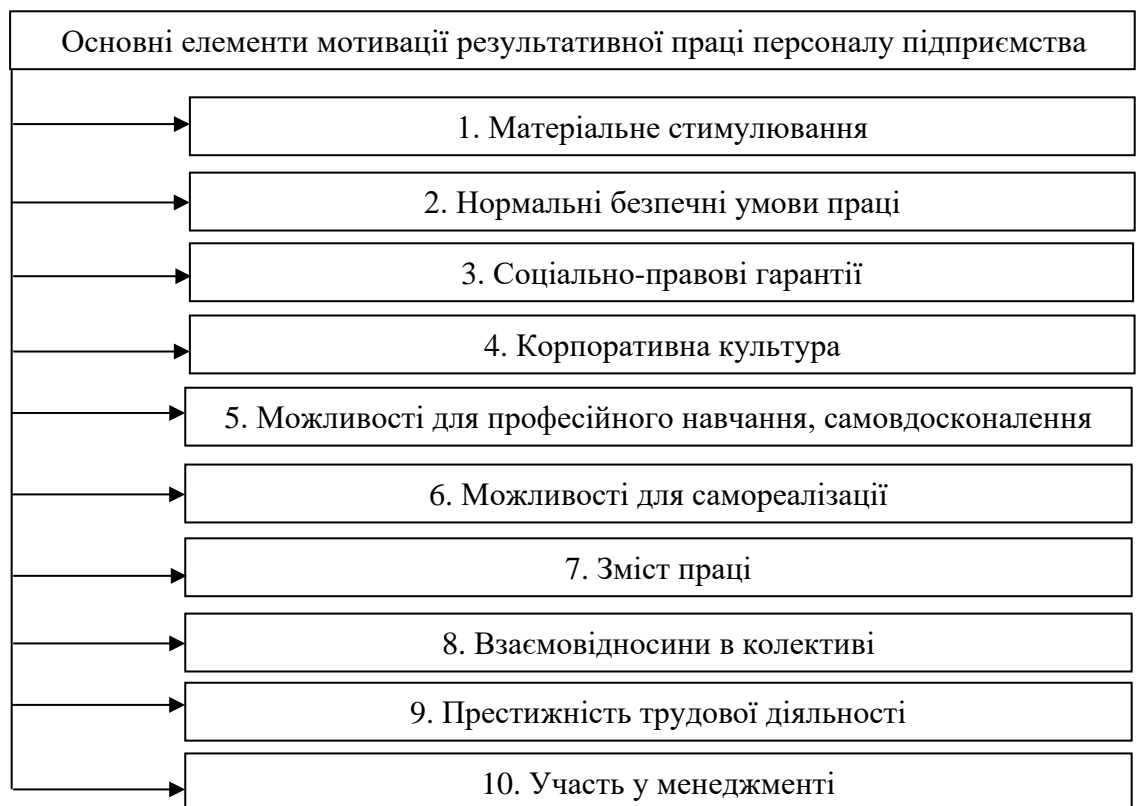 Основні елементи мотивації результативної праці персоналу підприємства
1. Матеріальне стимулювання
2. Нормальні безпечні умови праці
3. Соціально-правові гарантії
4. Корпоративна культура
5. Можливості для професійного навчання, самовдосконалення
6. Можливості для самореалізації
7. Зміст праці
8. Взаємовідносини в колективі
9. Престижність трудової діяльності
10. Участь у менеджменті